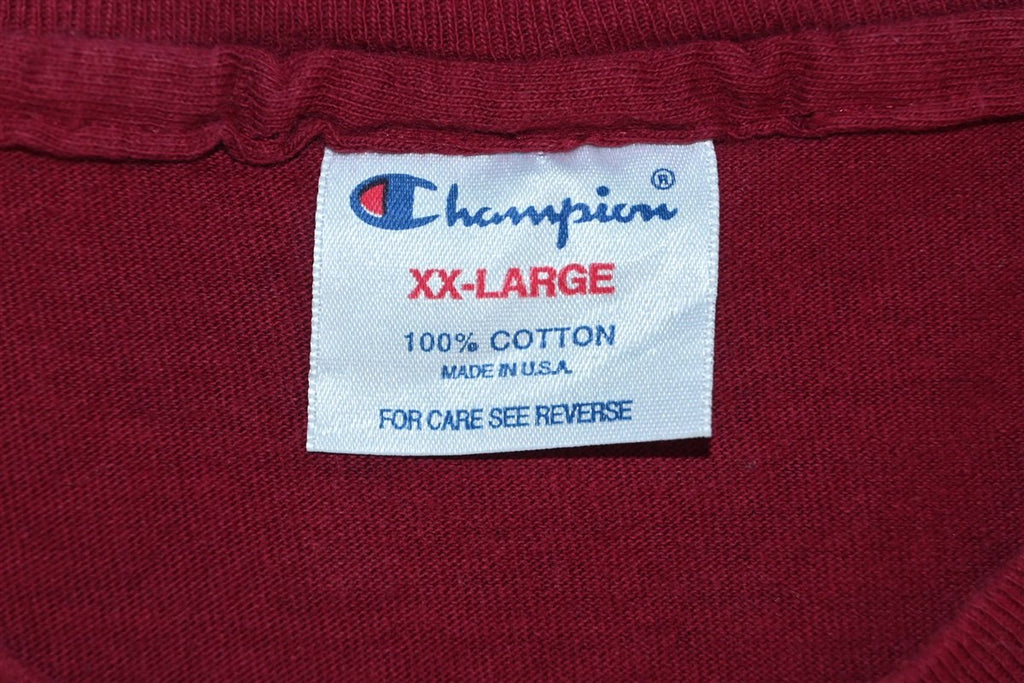 Champion®
XX-LARGE
100% COTTON
MADE IN U.S.A.
FOR CARE SEE REVERSE